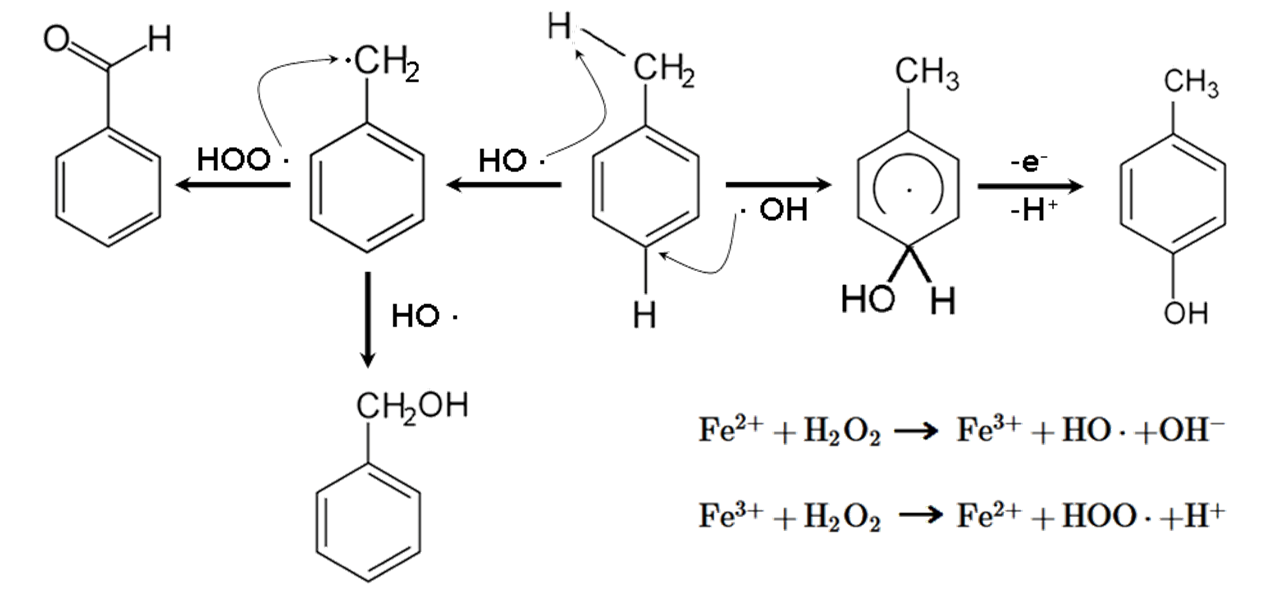 O H
·CH₂
H
CH₂
CH₃
CH₃
HOO ·
HO ·
· OH
-e⁻
-H⁺
H
HO H
OH
HO ·
CH₂OH
Fe²⁺ + H₂O₂ → Fe³⁺ + HO · +OH⁻
Fe³⁺ + H₂O₂ → Fe²⁺ + HOO · +H⁺